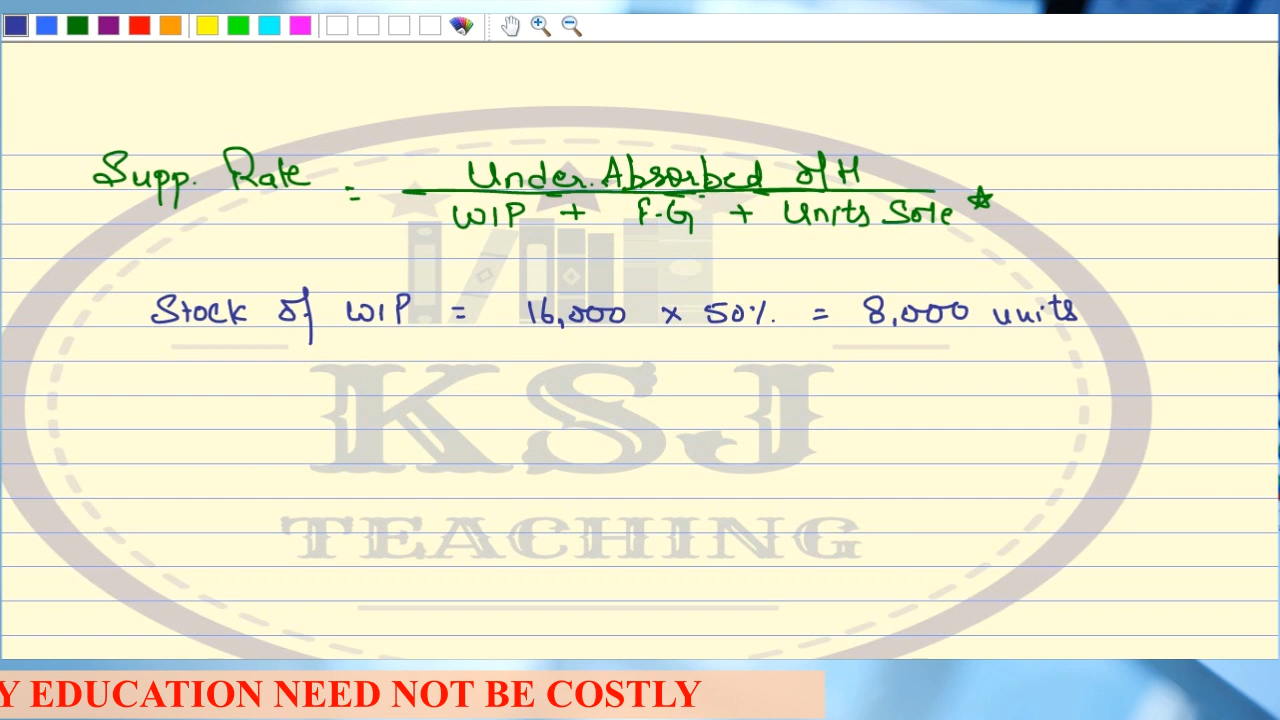 Supp. Rate = Under. Absorbed O/H
WIP + F.G + Units Sole *
Stock of WIP = 16,000 x 50% = 8,000 units
KSJ
TEACHING
Y EDUCATION NEED NOT BE COSTLY